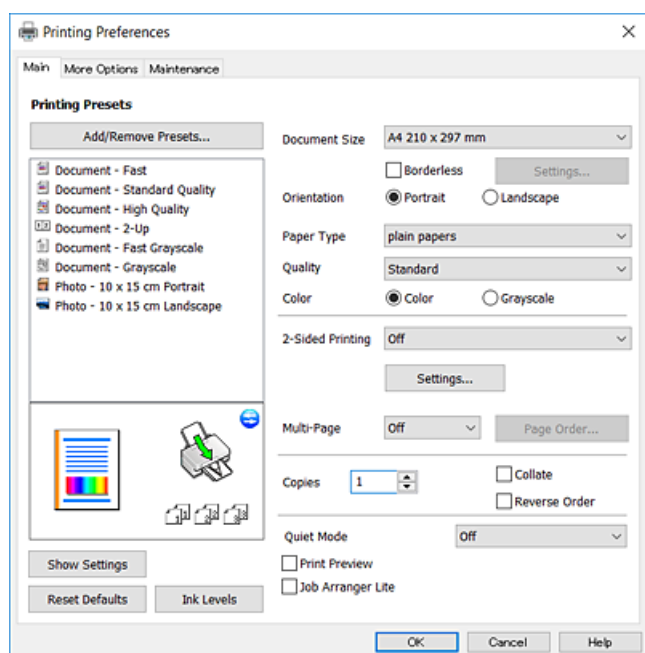 Printing Preferences
Main More Options Maintenance
Printing Presets
Add/Remove Presets...
Document - Fast
Document - Standard Quality
Document - High Quality
Document - 2-Up
Document - Fast Grayscale
Document - Grayscale
Photo - 10 x 15 cm Portrait
Photo - 10 x 15 cm Landscape
Show Settings
Reset Defaults Ink Levels
Document Size A4 210 x 297 mm
Borderless Settings...
Orientation Portrait Landscape
Paper Type plain papers
Quality Standard
Color Color Grayscale
2-Sided Printing Off
Settings...
Multi-Page Off Page Order...
Copies 1 Collate
Reverse Order
Quiet Mode Off
Print Preview
Job Arranger Lite
OK Cancel Help